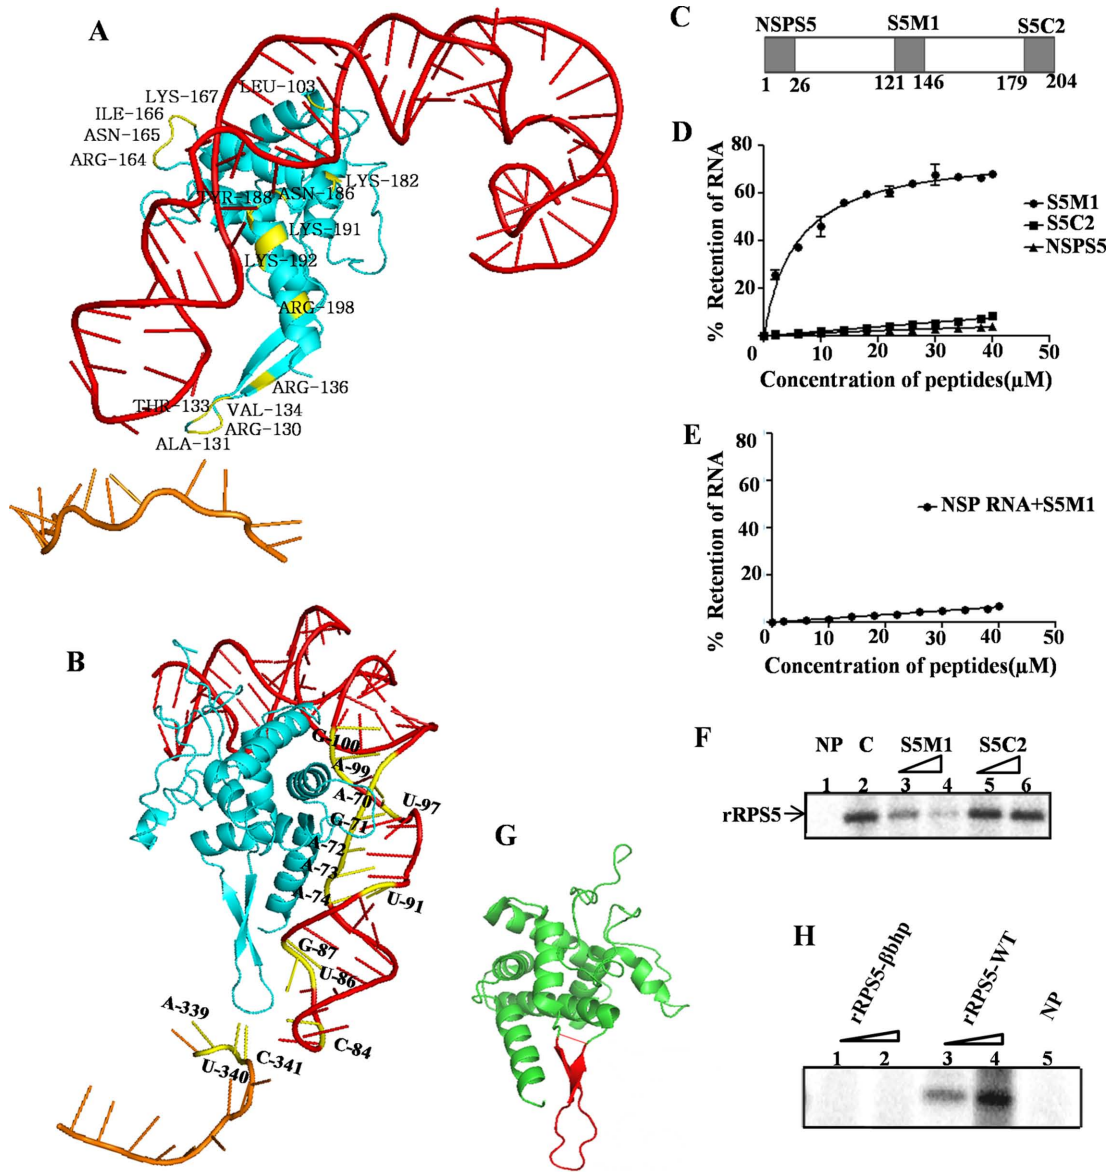 A
LEU-103
LYS-167
ILE-166
ASN-165
ARG-164
LYS-182
TYR-188
ASN-186
LYS-191
LYS-192
ARG-198
ARG-136
THR-133
VAL-134
ARG-130
ALA-131
B
G-100
A-99
A-70
U-97
G-71
A-72
A-73
A-74
U-91
G-87
U-86
A-339
C-341
U-340
C-84
C
NSPS5 S5M1 S5C2
1 26 121 146 179 204
D
% Retention of RNA
80
60
40
20
0 10 20 30 40 50
Concentration of peptides(µM)
S5M1
S5C2
NSPS5
E
% Retention of RNA
80
60
40
20
0 10 20 30 40 50
Concentration of peptides(µM)
NSP RNA+S5M1
F
NP C S5M1 S5C2
1 2 3 4 5 6
rRPS5
G
H
rRPS5-βbhp
rRPS5-WT
NP
1 2 3 4 5